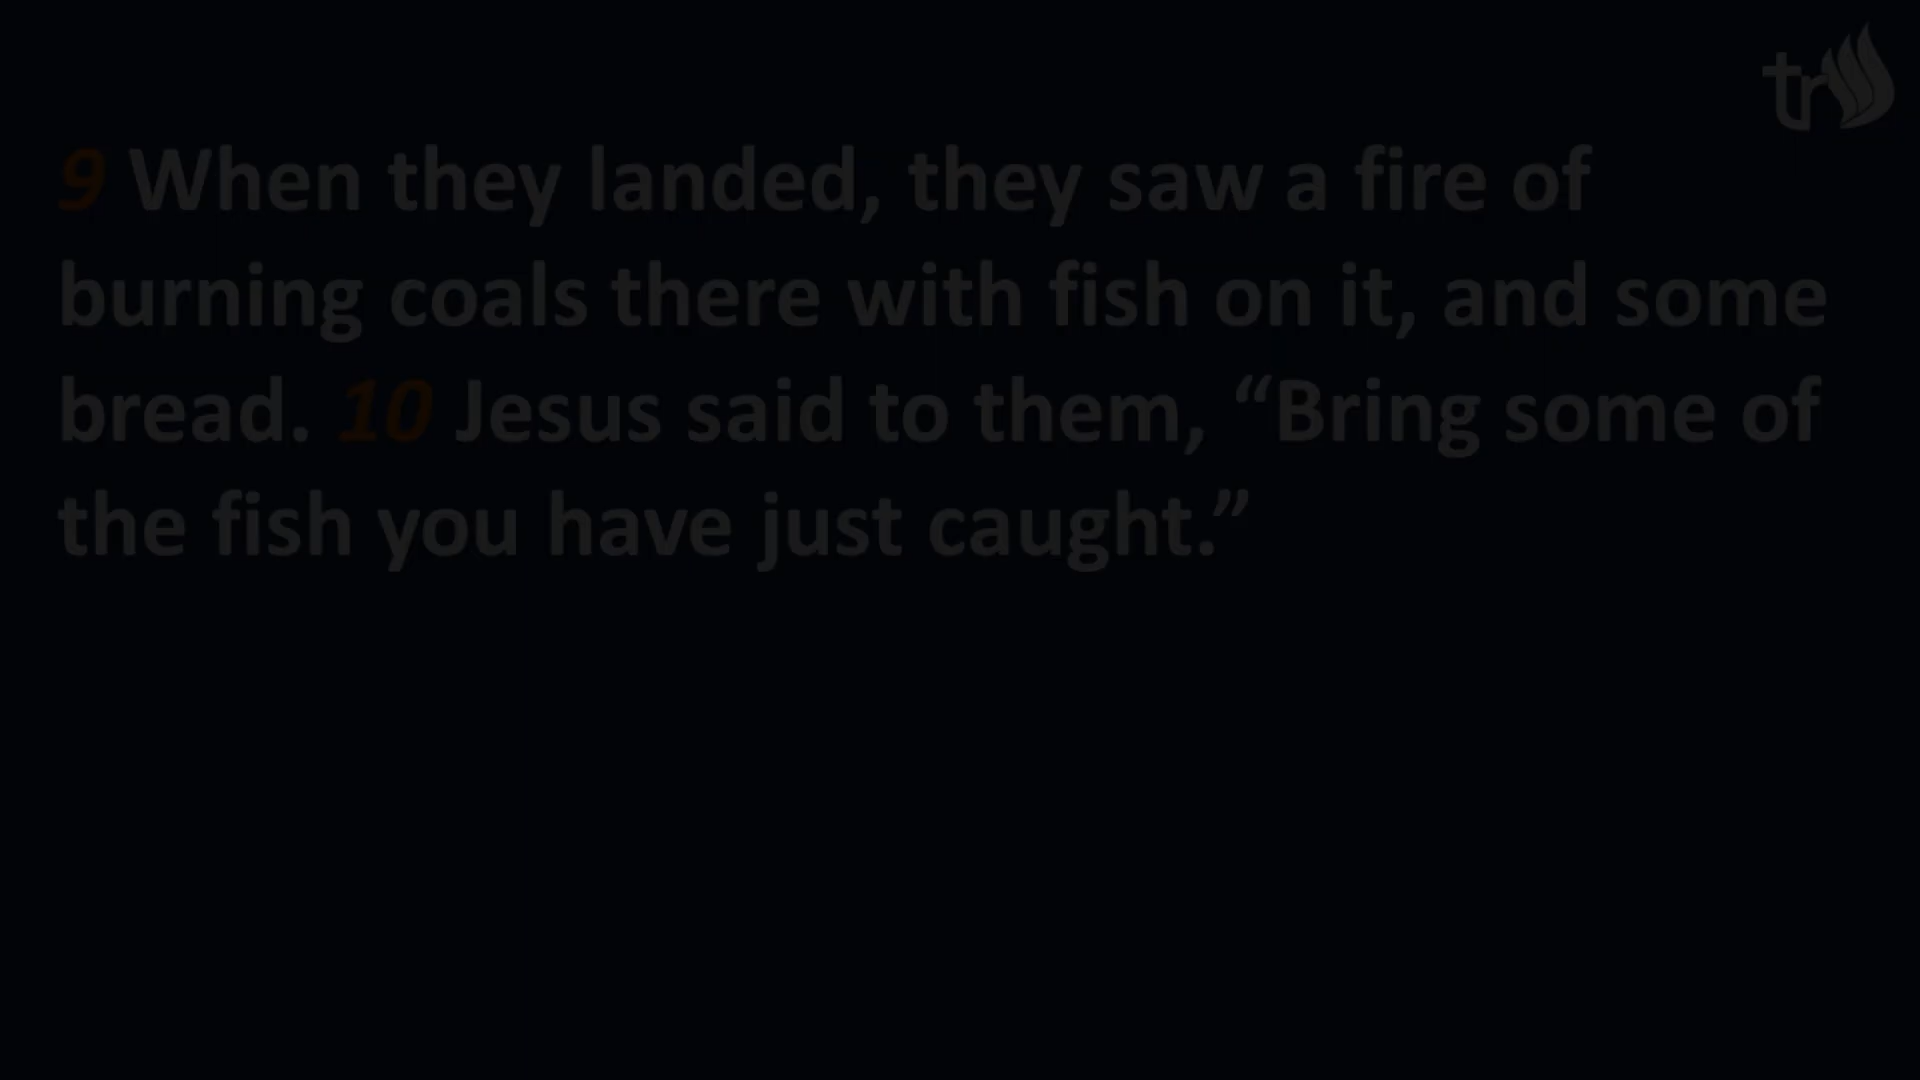 tr
9 When they landed, they saw a fire of
burning coals there with fish on it, and some
bread. 10 Jesus said to them, “Bring some of
the fish you have just caught.”